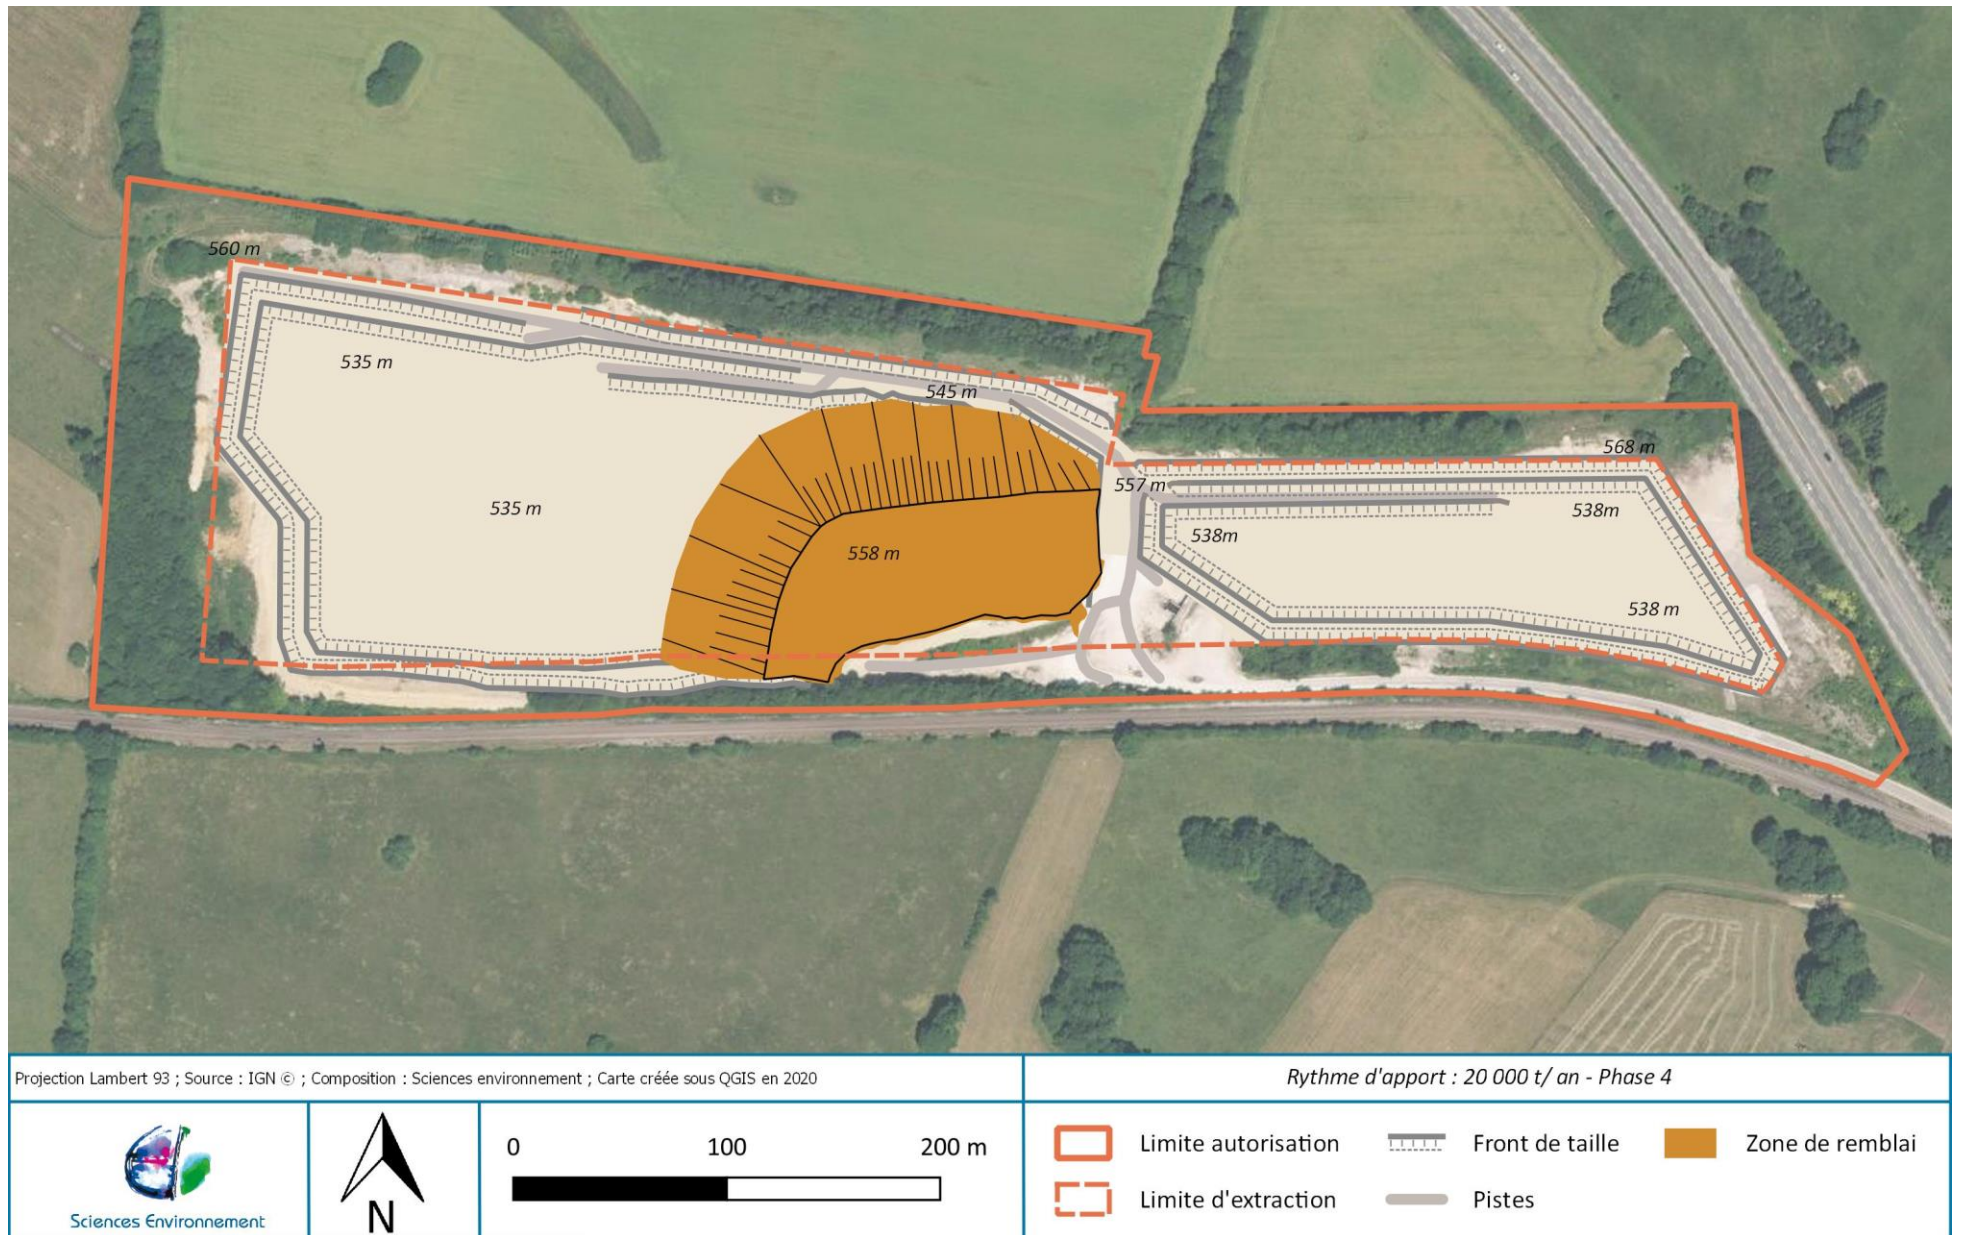 560 m
535 m
545 m
568 m
557 m
535 m
538m
538m
558 m
538 m
Projection Lambert 93 ; Source : IGN © ; Composition : Sciences environnement ; Carte créée sous QGIS en 2020
Rythme d'apport : 20 000 t/ an - Phase 4
Sciences Environnement
N
0 100 200 m
Limite autorisation
Front de taille
Zone de remblai
Limite d'extraction
Pistes